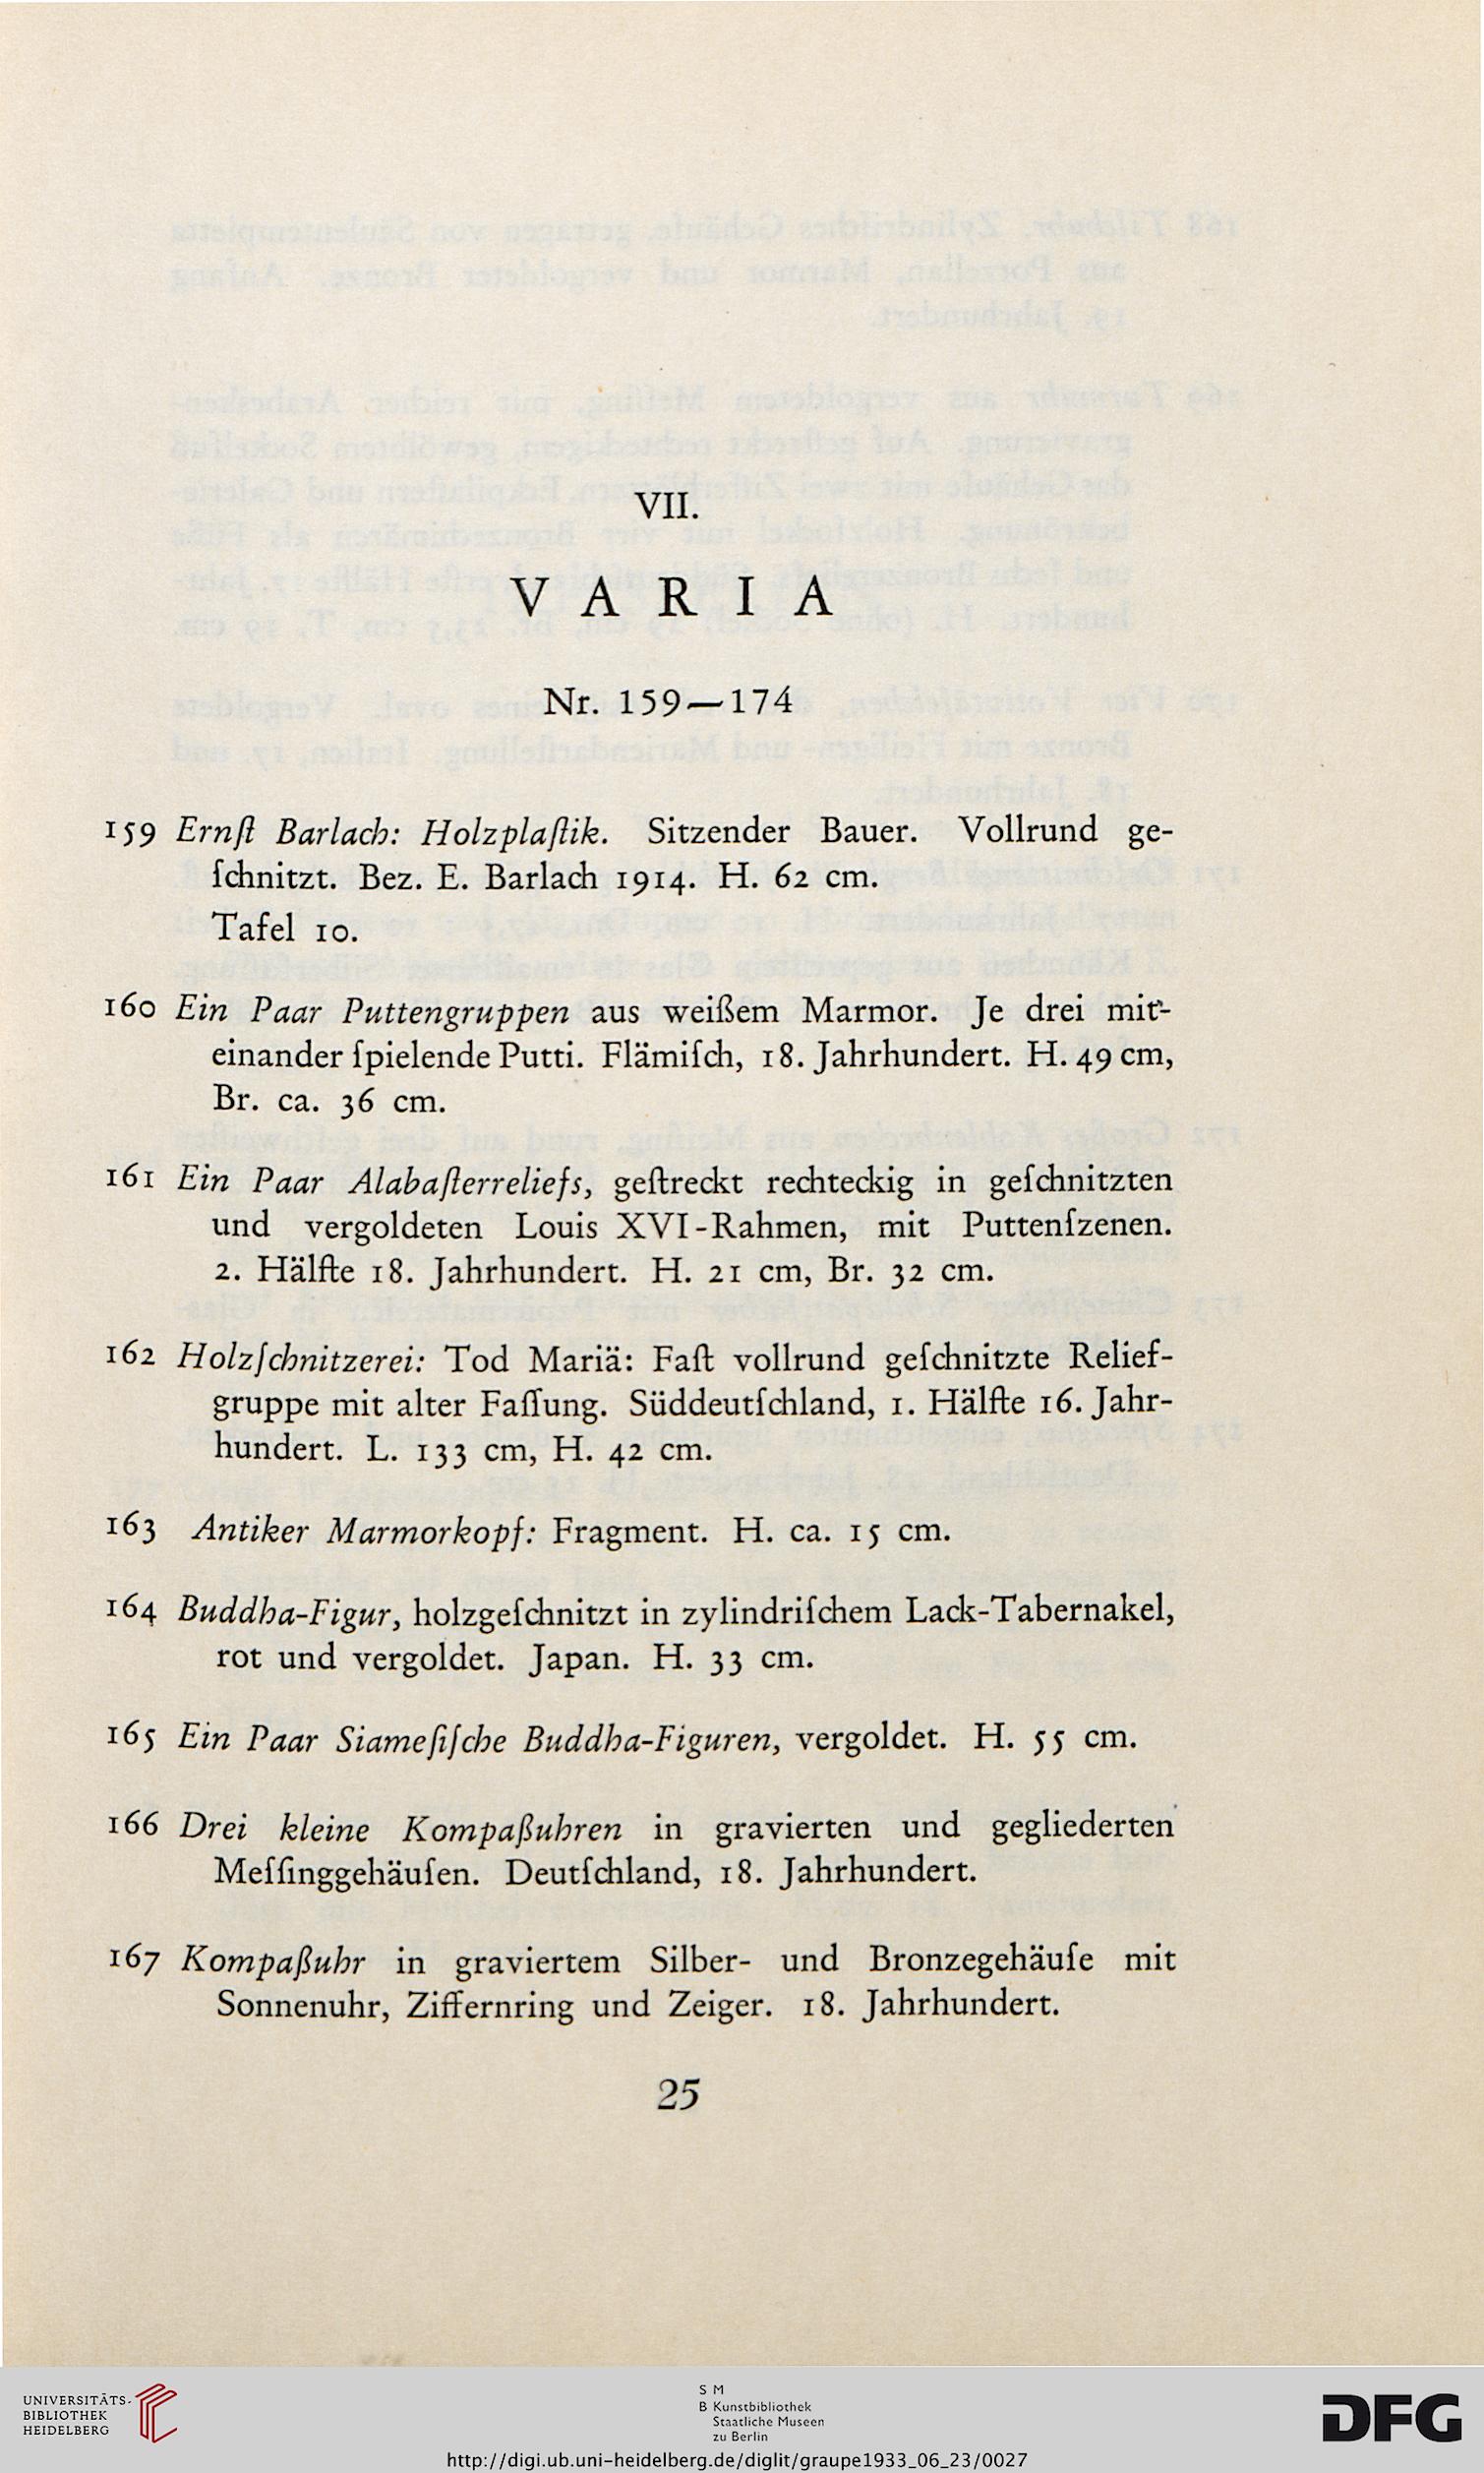 VII.
VARIA
Nr. 159—174
159 Ernſt Barlach: Holzplaſtik. Sitzender Bauer. Vollrund ge-
ſchnitzt. Bez. E. Barlach 1914. H. 62 cm.
Tafel 10.
160 Ein Paar Puttengruppen aus weißem Marmor. Je drei mit-
einander ſpielende Putti. Flämiſch, 18. Jahrhundert. H. 49 cm,
Br. ca. 36 cm.
161 Ein Paar Alabaſterreliefs, geſtreckt rechteckig in geſchnitzten
und vergoldeten Louis XVI-Rahmen, mit Puttenſzenen.
2. Hälfte 18. Jahrhundert. H. 21 cm, Br. 32 cm.
162 Holzſchnitzerei: Tod Mariä: Faſt vollrund geſchnitzte Relief-
gruppe mit alter Faſſung. Süddeutſchland, 1. Hälfte 16. Jahr-
hundert. L. 133 cm, H. 42 cm.
163 Antiker Marmorkopf: Fragment. H. ca. 15 cm.
164 Buddha-Figur, holzgeſchnitzt in zylindriſchem Lack-Tabernakel,
rot und vergoldet. Japan. H. 33 cm.
165 Ein Paar Siameſiſche Buddha-Figuren, vergoldet. H. 55 cm.
166 Drei kleine Kompaßuhren in gravierten und gegliederten
Meſſinggehäuſen. Deutſchland, 18. Jahrhundert.
167 Kompaßuhr in graviertem Silber- und Bronzegehäuſe mit
Sonnenuhr, Ziffernring und Zeiger. 18. Jahrhundert.
25
UNIVERSITÄTS-
BIBLIOTHEK
HEIDELBERG
S M
B Kunstbibliothek
Staatliche Museen
zu Berlin
http://digi.ub.uni-heidelberg.de/diglit/graupe1933_06_23/0027
DFG